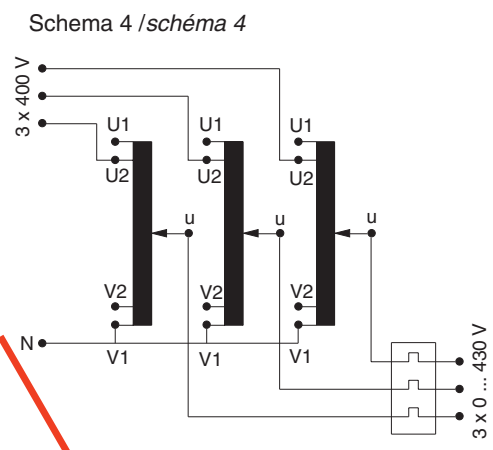 Schema 4 /schéma 4
3 x 400 V
U1 U1 U1
U2 U2 U2
u u u
V2 V2 V2
N
V1 V1 V1
3 x 0 ... 430 V